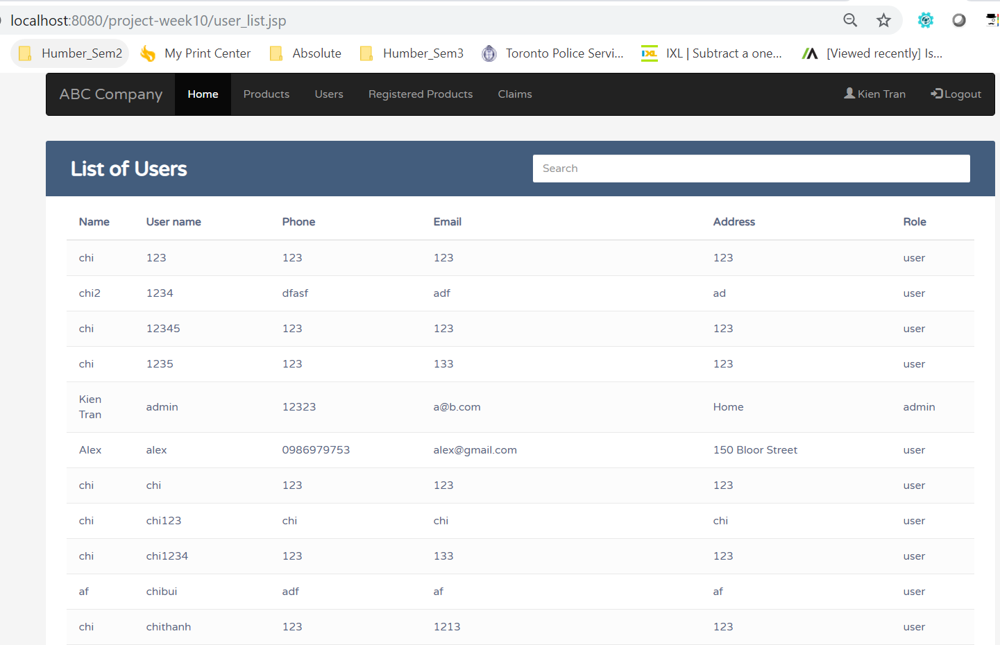 localhost:8080/project-week10/user_list.jsp
Humber_Sem2 My Print Center Absolute Humber_Sem3 Toronto Police Servi... IXL | Subtract a one... [Viewed recently] Is...
ABC Company Home Products Users Registered Products Claims Kien Tran Logout
List of Users Search
Name User name Phone Email Address Role
chi 123 123 123 123 user
chi2 1234 dfasf adf ad user
chi 12345 123 123 123 user
chi 1235 123 133 123 user
Kien Tran admin 12323 a@b.com Home admin
Alex alex 0986979753 alex@gmail.com 150 Bloor Street user
chi chi 123 123 123 user
chi chi123 chi chi chi user
chi chi1234 123 133 123 user
af chibui adf af af user
chi chithanh 123 1213 123 user